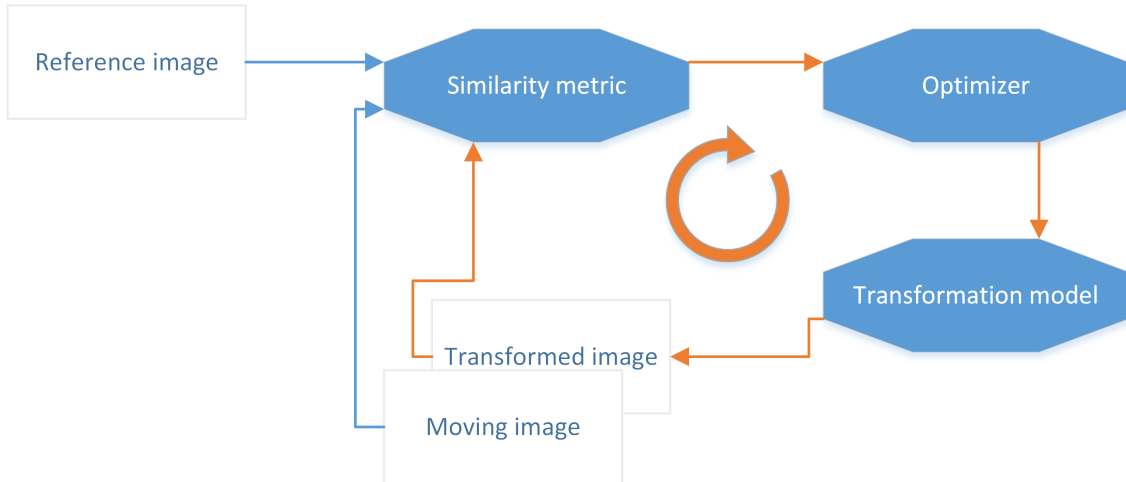 Reference image
Similarity metric
Optimizer
Transformation model
Transformed image
Moving image